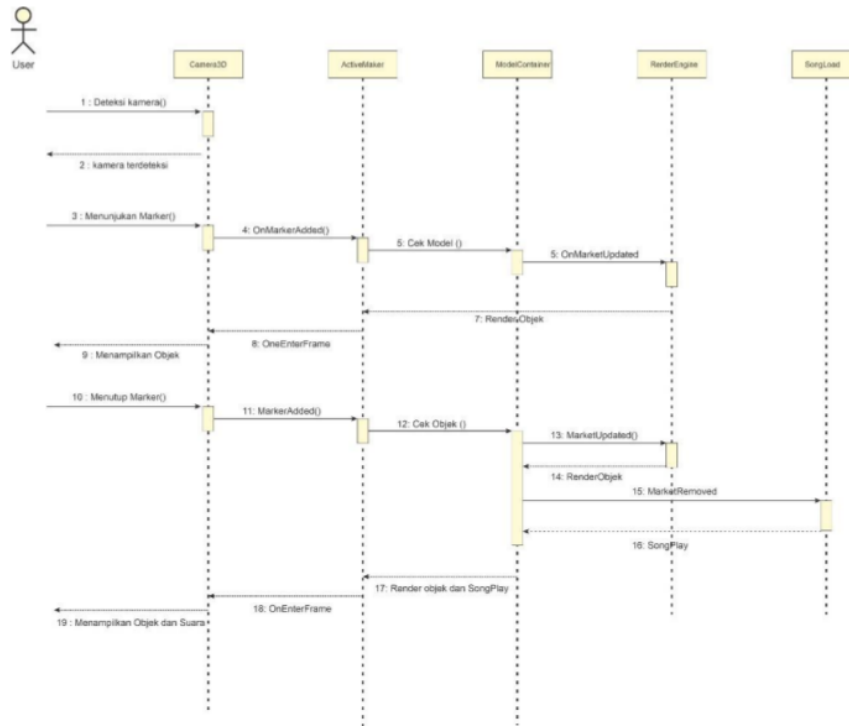 User
Camera3D
ActiveMaker
ModelContainer
RenderEngine
SongLoad
1 : Deteksi kamera()
2 : kamera terdeteksi
3 : Menunjukan Marker()
4: OnMarkerAdded()
5: Cek Model ()
5: OnMarketUpdated
7: Render Objek
8: OneEnterFrame
9 : Menampilkan Objek
10 : Menutup Marker()
11: MarkerAdded()
12: Cek Objek ()
13: MarketUpdated()
14: RenderObjek
15: MarketRemoved
16: SongPlay
17: Render objek dan SongPlay
18: OnEnterFrame
19 : Menampilkan Objek dan Suara